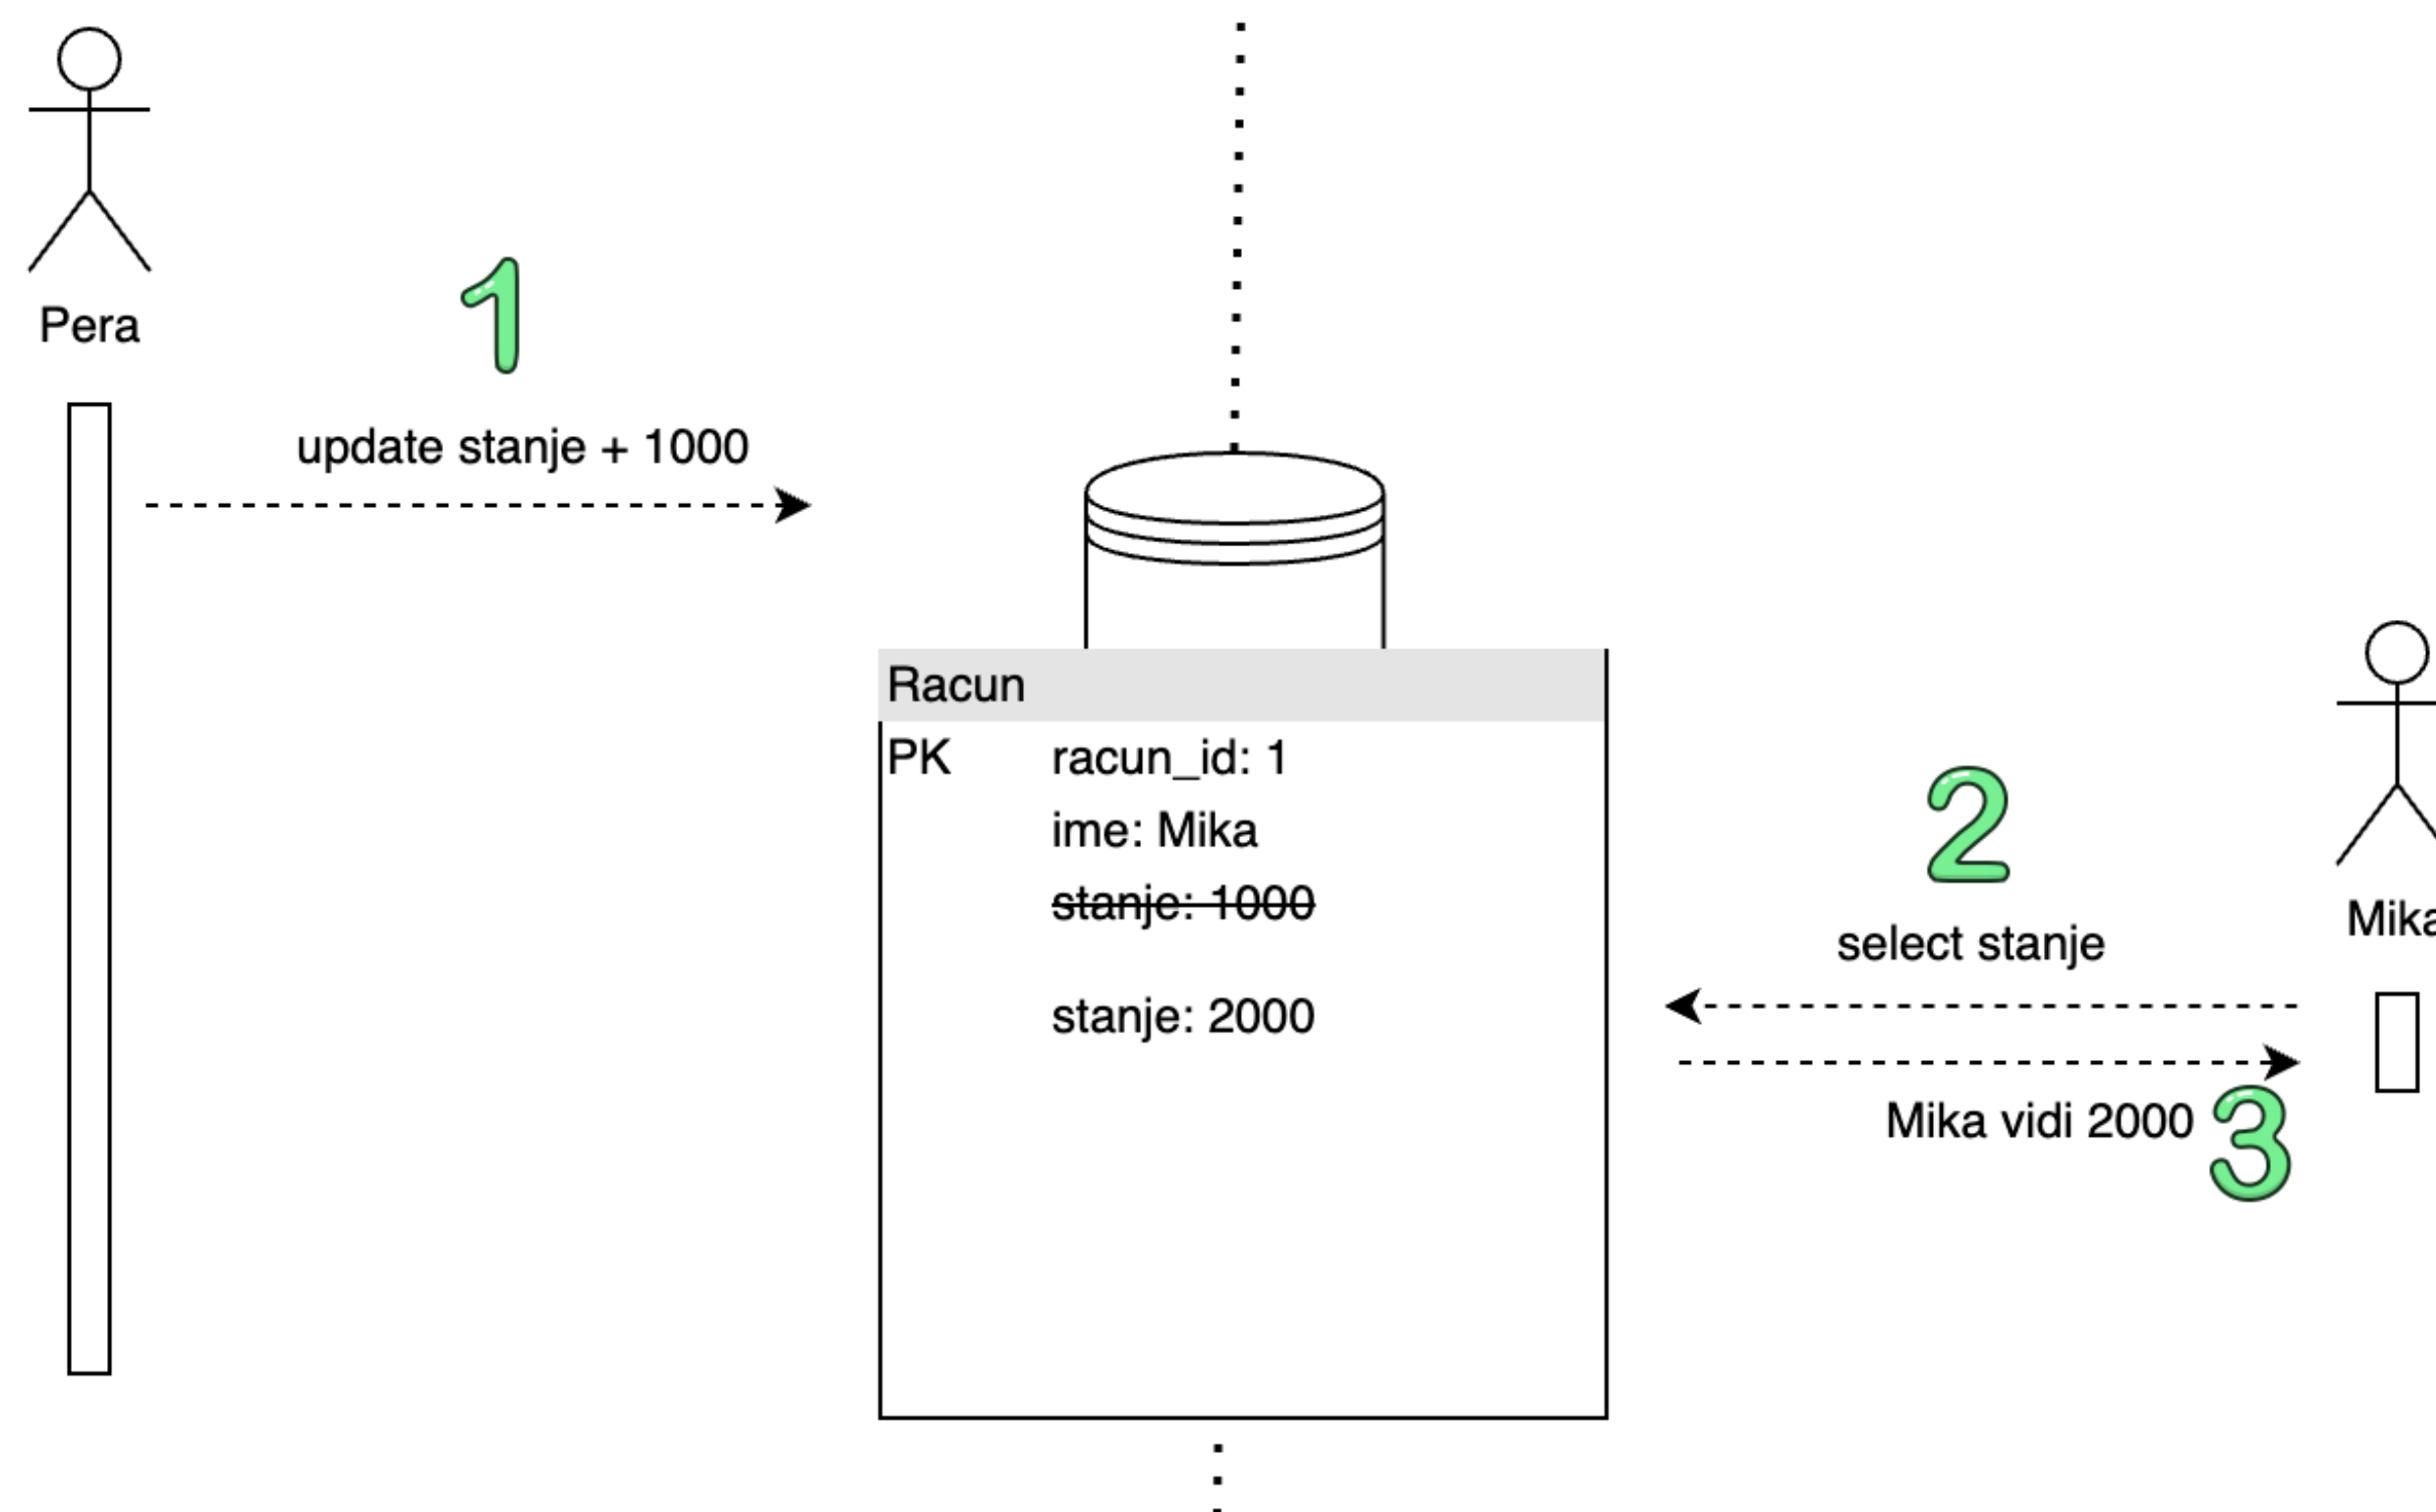 Pera
1
update stanje + 1000
Racun
PK racun_id: 1
ime: Mika
stanje: 1000
stanje: 2000
2
Mika
select stanje
Mika vidi 2000
3